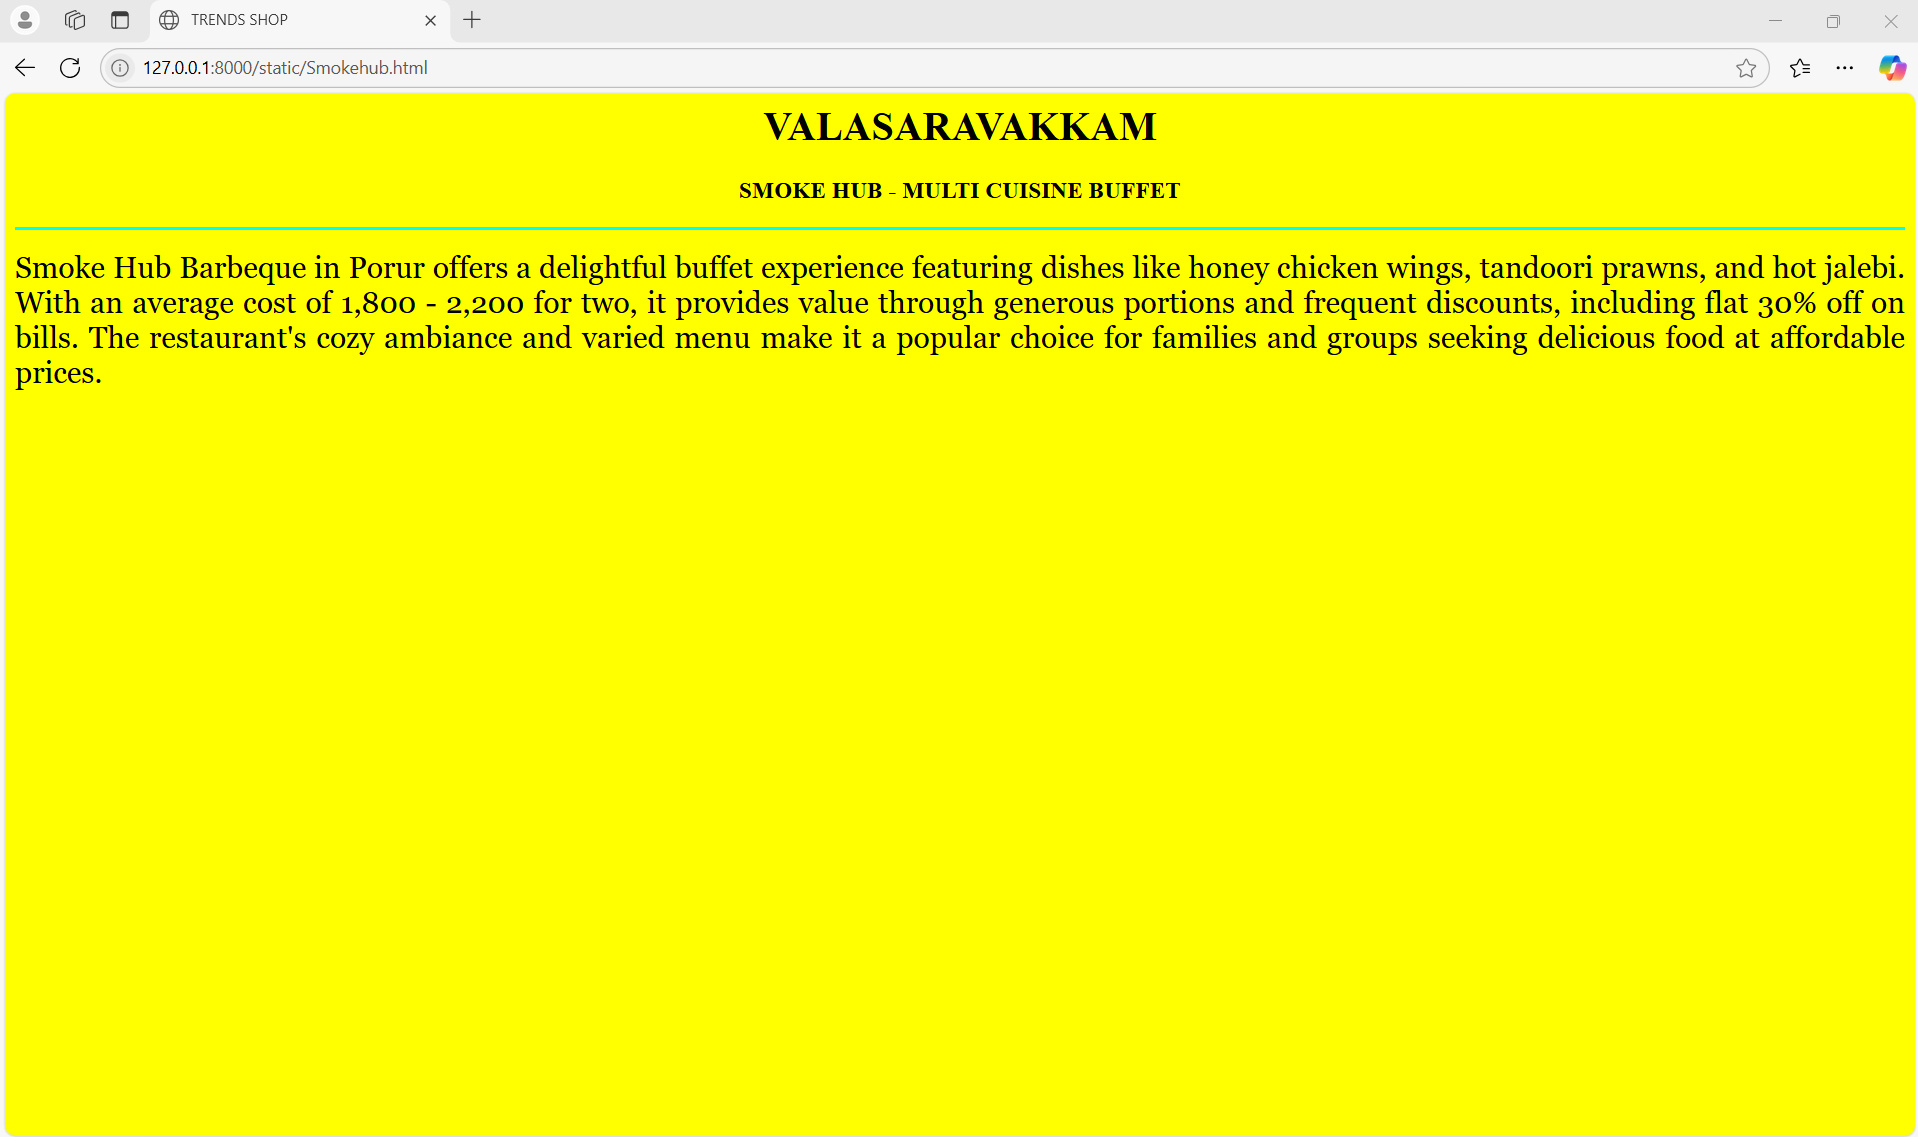 TRENDS SHOP
127.0.0.1:8000/static/Smokehub.html
VALASARAVAKKAM
SMOKE HUB - MULTI CUISINE BUFFET
Smoke Hub Barbeque in Porur offers a delightful buffet experience featuring dishes like honey chicken wings, tandoori prawns, and hot jalebi.
With an average cost of 1,800 - 2,200 for two, it provides value through generous portions and frequent discounts, including flat 30% off on
bills. The restaurant's cozy ambiance and varied menu make it a popular choice for families and groups seeking delicious food at affordable
prices.